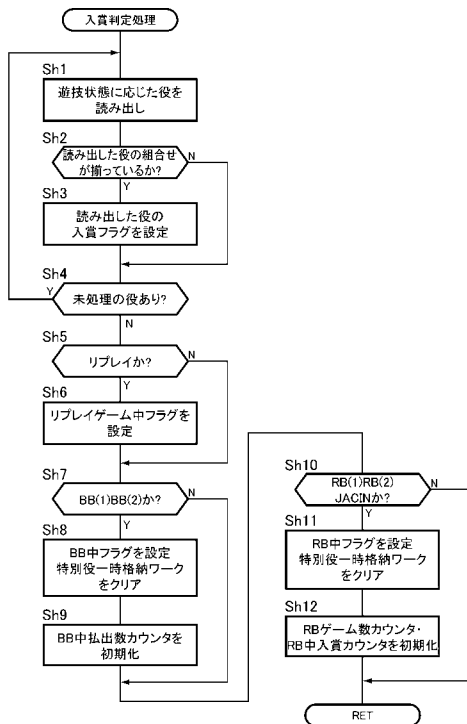 入賞判定処理
Sh1
遊技状態に応じた役を
読み出し
Sh2
読み出した役の組合せ
が揃っているか?
N
Y
Sh3
読み出した役の
入賞フラグを設定
Sh4
Y
未処理の役あり?
N
Sh5
リプレイか?
N
Y
Sh6
リプレイゲーム中フラグを
設定
Sh7
BB(1)BB(2)か?
N
Y
Sh8
BB中フラグを設定
特別役一時格納ワーク
をクリア
Sh9
BB中払出数カウンタを
初期化
Sh10
RB(1)RB(2)
JACINか?
N
Y
Sh11
RB中フラグを設定
特別役一時格納ワーク
をクリア
Sh12
RBゲーム数カウンタ・
RB中入賞カウンタを初期化
RET